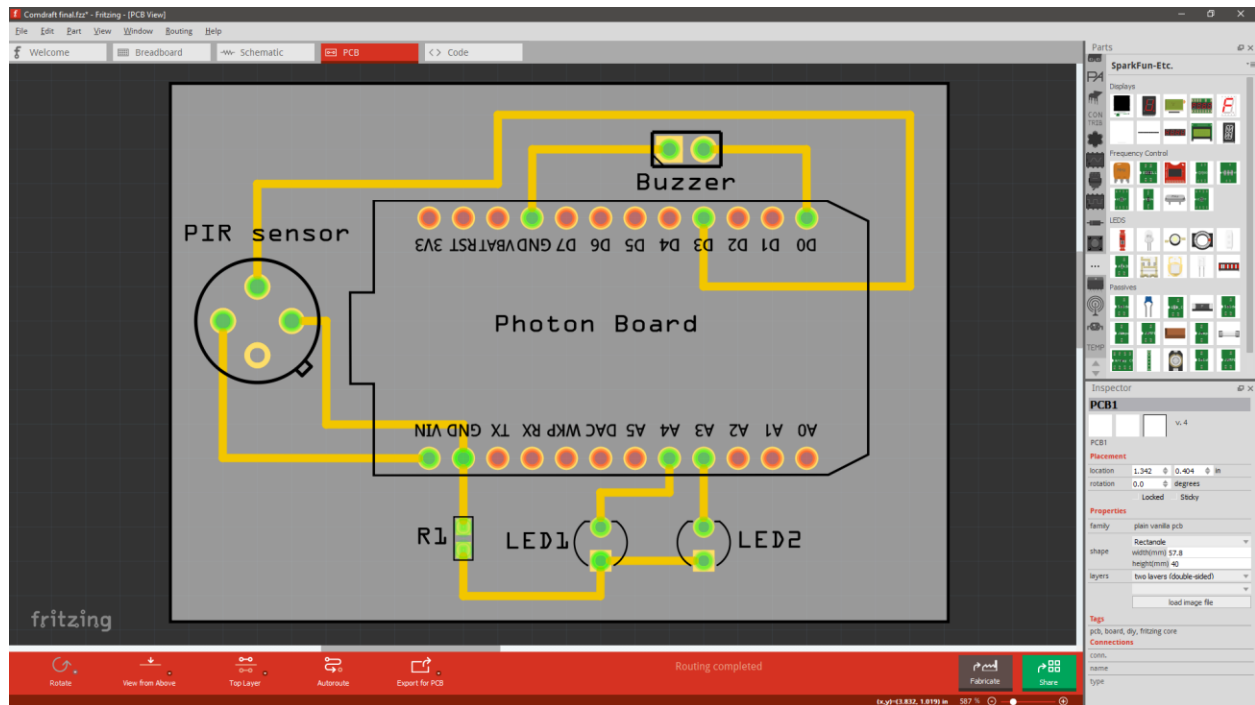 Comdraft final.fzz* - Fritzing - [PCB View]
File Edit Part View Window Routing Help
Welcome Breadboard Schematic PCB Code
Parts
SparkFun-Etc.
PA
CON
TRIB
TEMP
Displays
Frequency Control
LEDS
Passives
Buzzer
PIR sensor
3V3 RST VBAT GND D7 D6 D5 D4 D3 D2 D1 D0
Photon Board
VIN GND TX RX WKP DAC A5 A4 A3 A2 A1 A0
R1 LED1 LED2
fritzing
Inspector
PCB1
v. 4
PCB1
Placement
location 1.342 0.404 in
rotation 0.0 degrees
Locked Sticky
Properties
family plain vanilla pcb
shape Rectangle
width(mm) 57.8
height(mm) 40
layers two layers (double-sided)
load image file
Tags
pcb, board, diy, fritzing core
Connections
conn.
name
type
Rotate View from Above Top Layer Autoroute Export for PCB
Routing completed
Fabricate Share
(x,y)=(3.832, 1.019) in 587 %